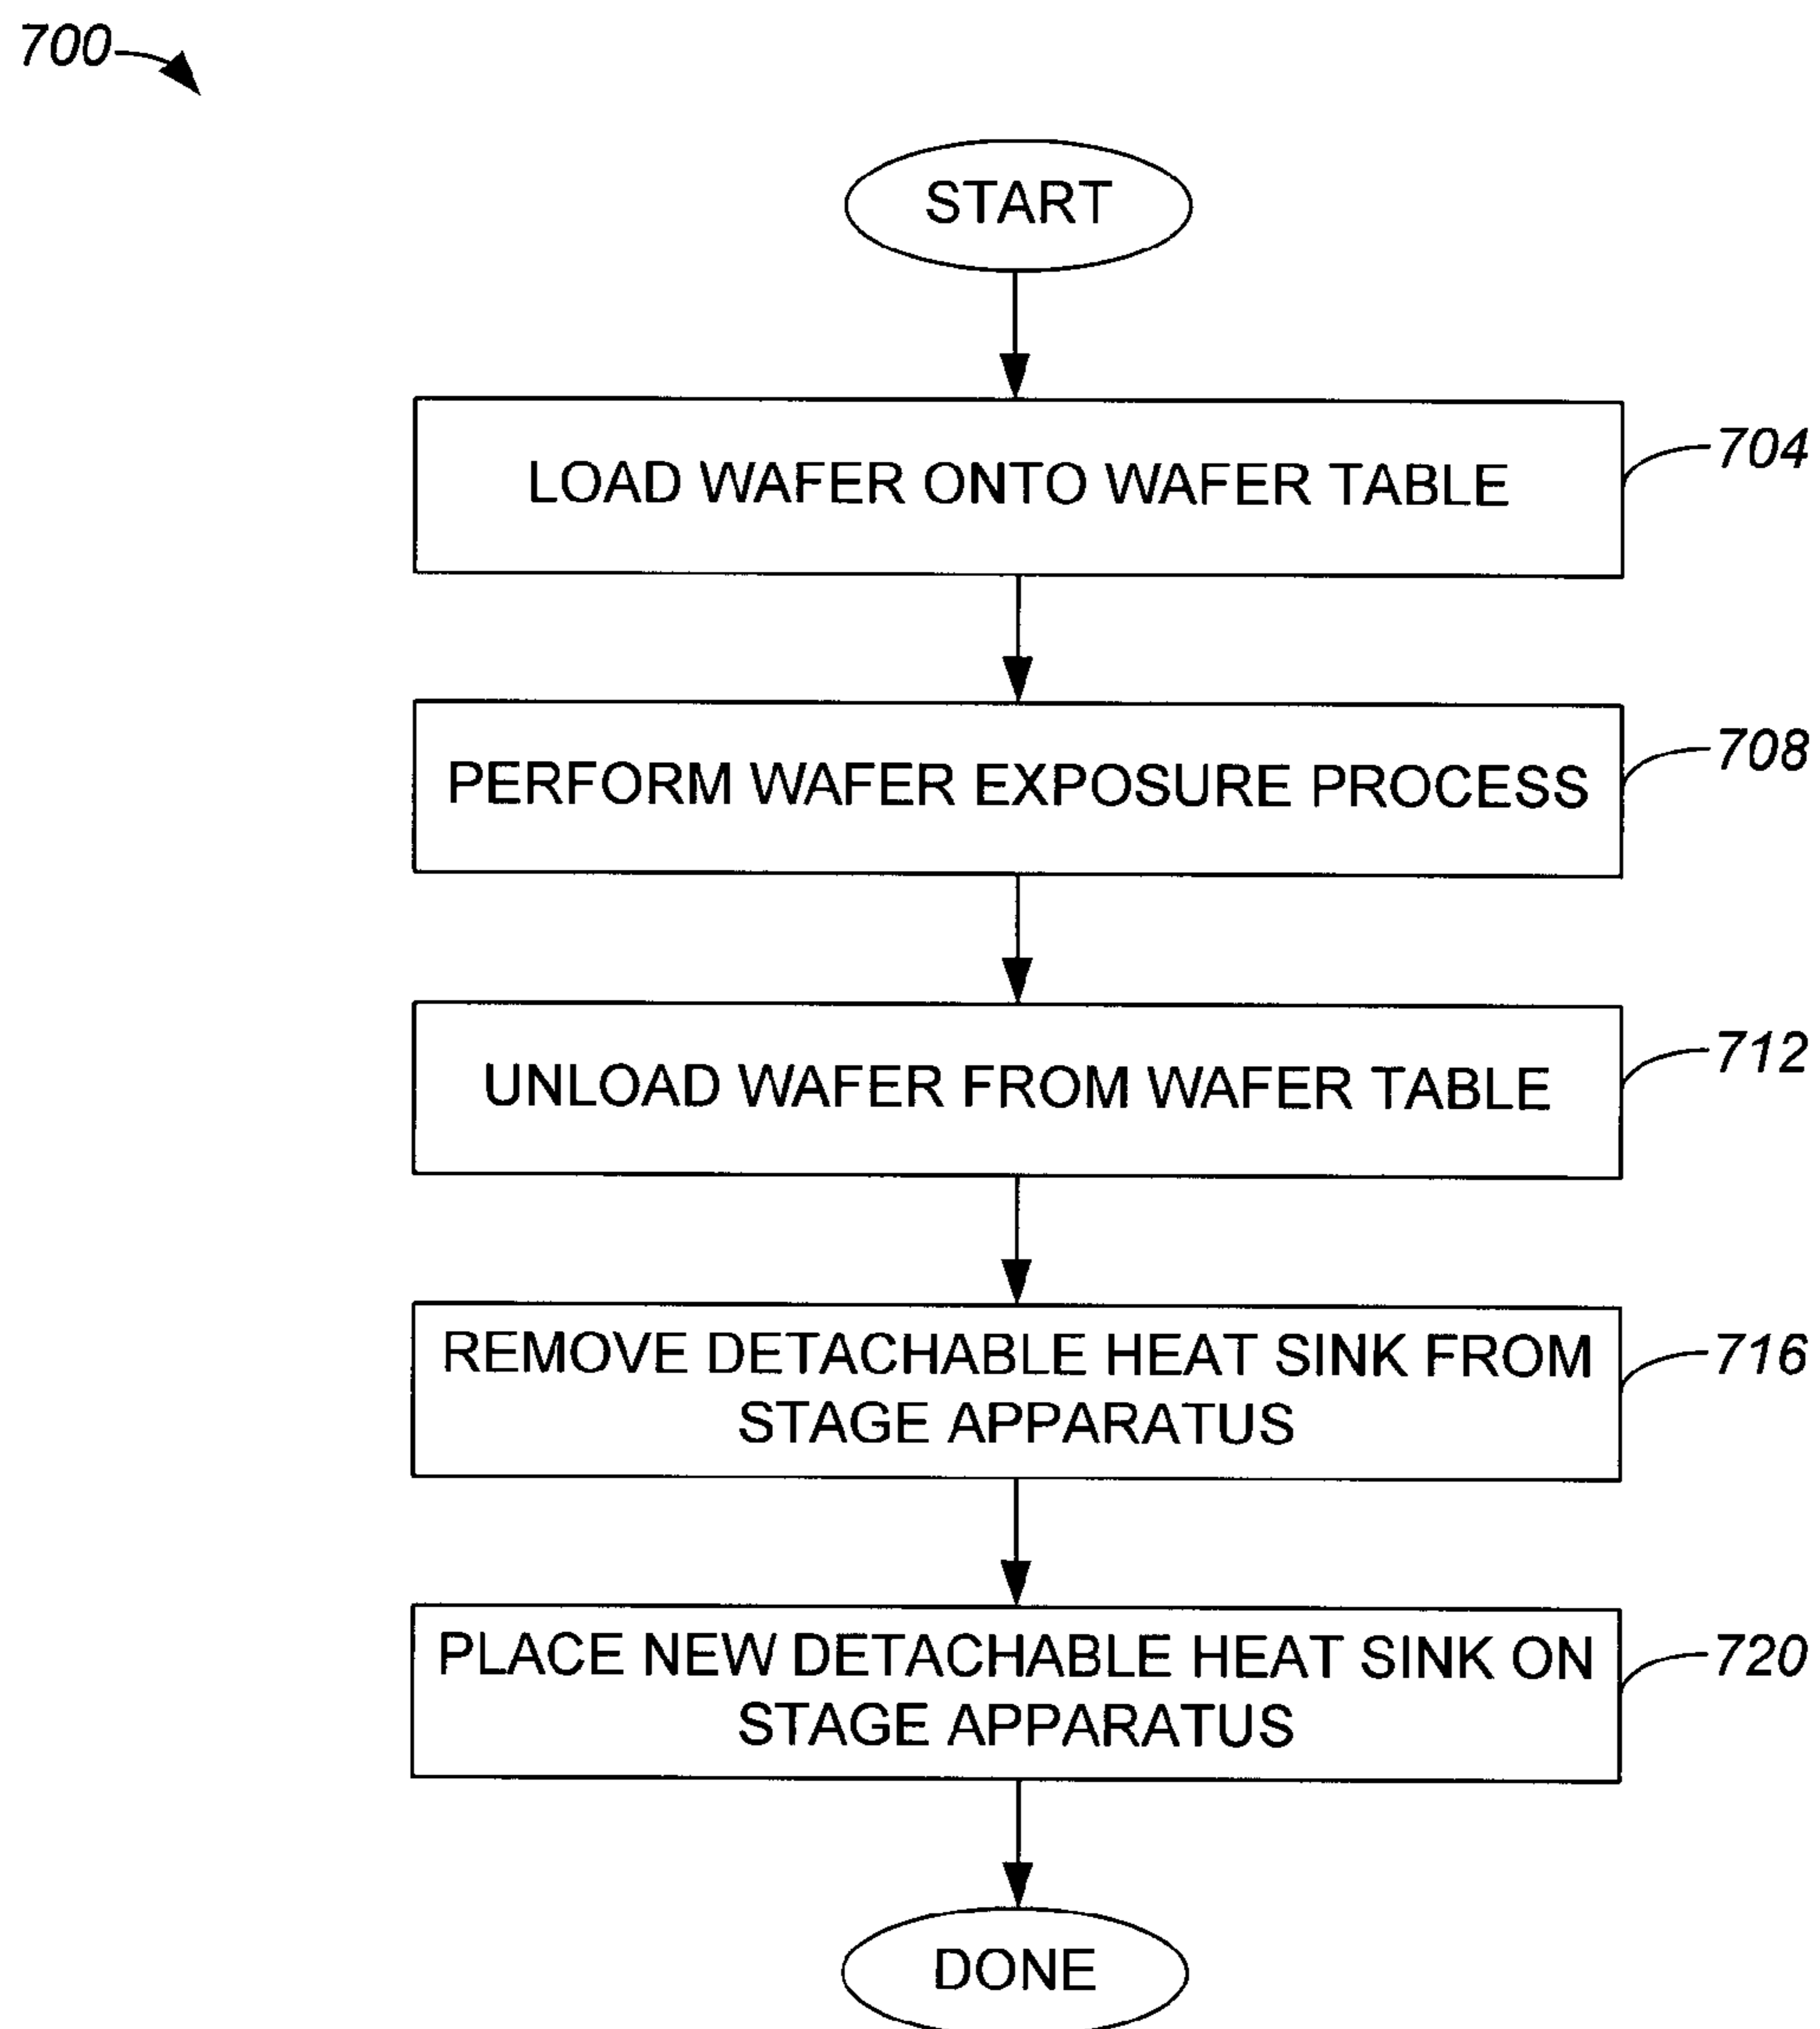 700
START
LOAD WAFER ONTO WAFER TABLE
704
PERFORM WAFER EXPOSURE PROCESS
708
UNLOAD WAFER FROM WAFER TABLE
712
REMOVE DETACHABLE HEAT SINK FROM
STAGE APPARATUS
716
PLACE NEW DETACHABLE HEAT SINK ON
STAGE APPARATUS
720
DONE